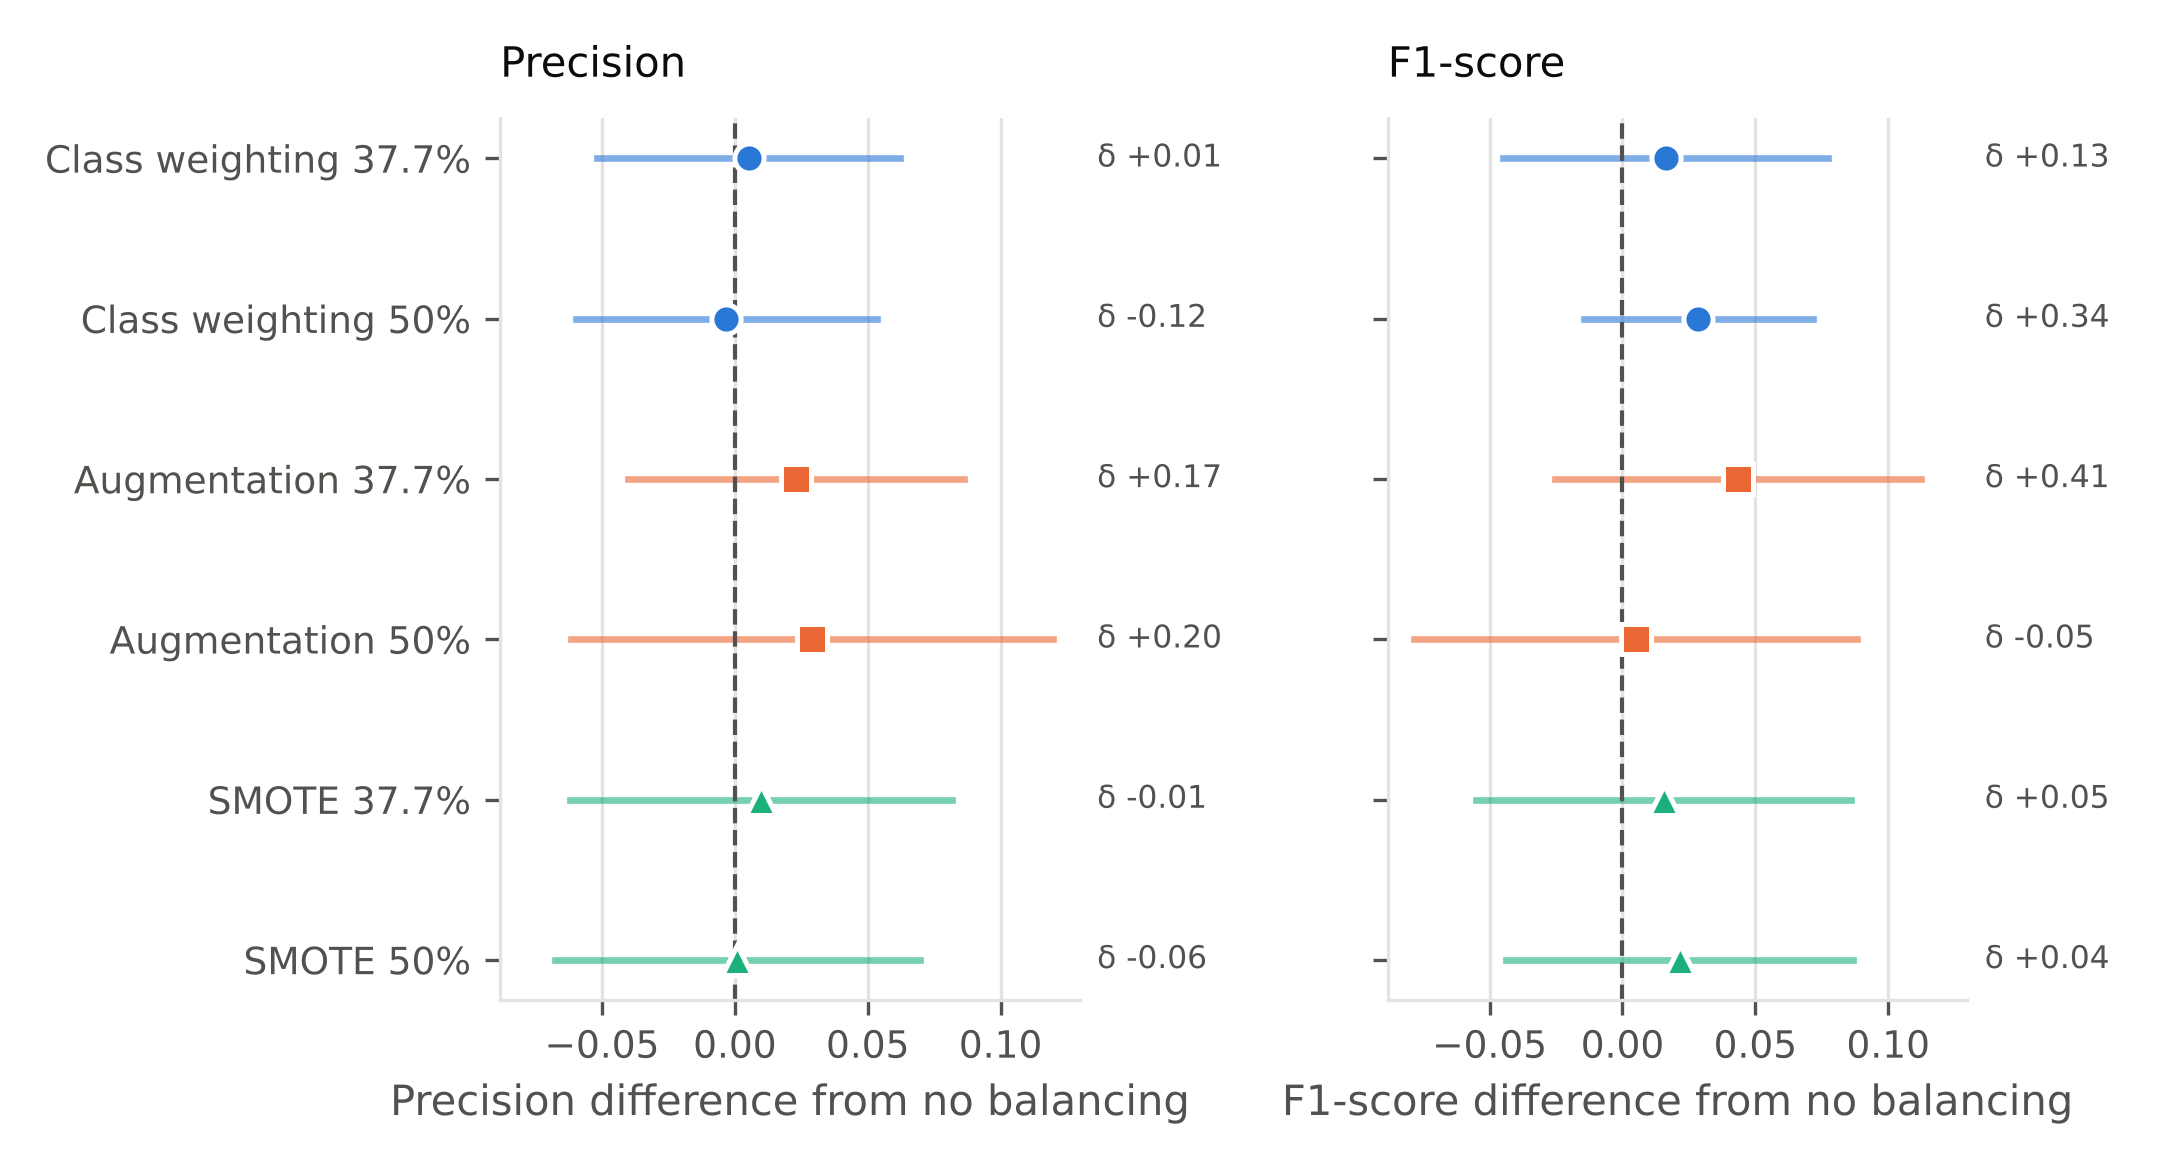 Precision
F1-score
Class weighting 37.7%
δ +0.01
δ +0.13
Class weighting 50%
δ -0.12
δ +0.34
Augmentation 37.7%
δ +0.17
δ +0.41
Augmentation 50%
δ +0.20
δ -0.05
SMOTE 37.7%
δ -0.01
δ +0.05
SMOTE 50%
δ -0.06
δ +0.04
−0.05 0.00 0.05 0.10
−0.05 0.00 0.05 0.10
Precision difference from no balancing
F1-score difference from no balancing